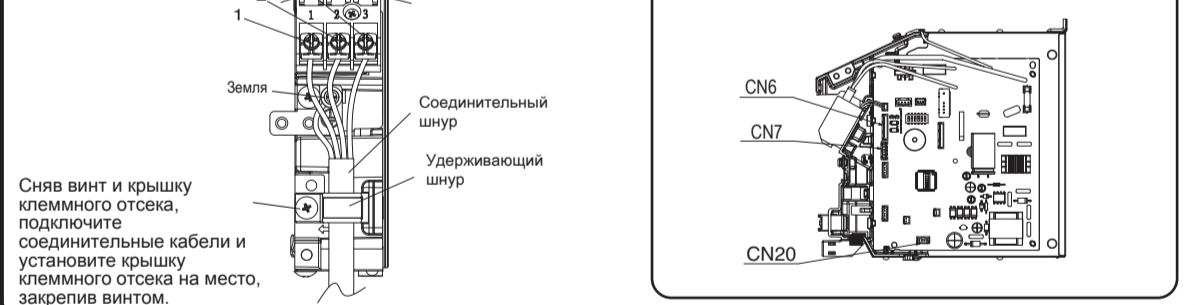 1 2 3
1
Земля
Соединительный
шнур
Удерживающий
шнур
Сняв винт и крышку
клеммного отсека,
подключите
соединительные кабели и
установите крышку
клеммного отсека на место,
закрепив винтом.
CN6
CN7
CN20